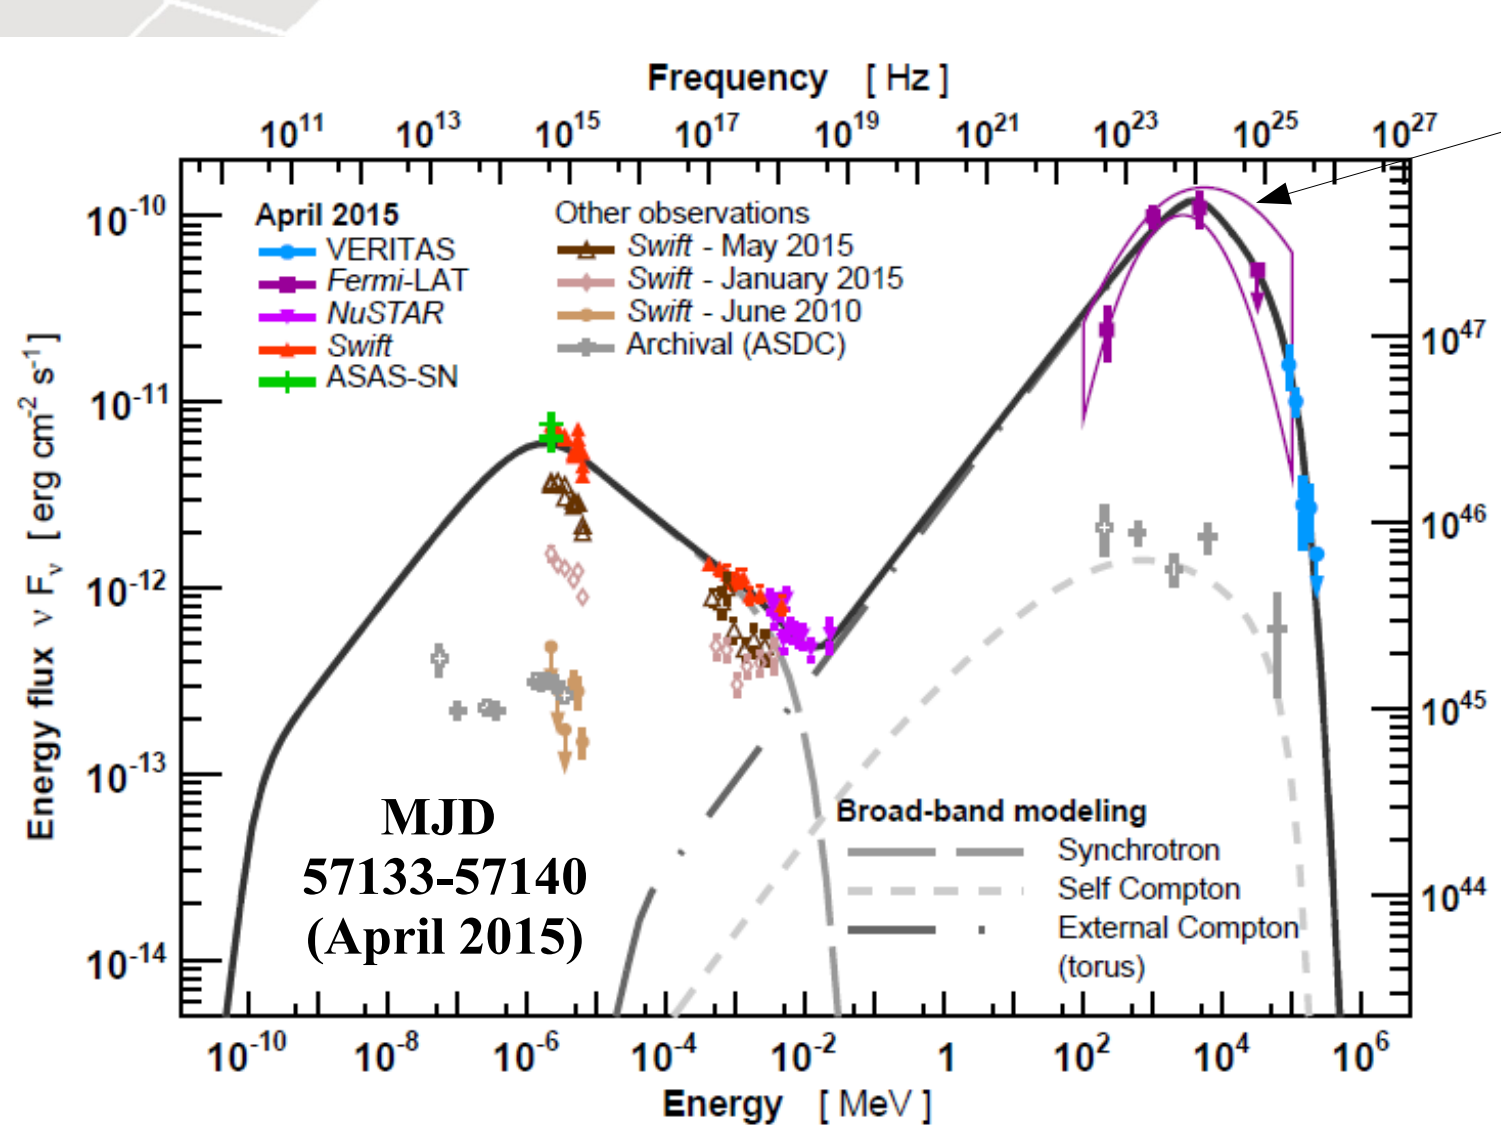 Frequency [ Hz ]
10^11 10^13 10^15 10^17 10^19 10^21 10^23 10^25 10^27
April 2015
VERITAS
Fermi-LAT
NuSTAR
Swift
ASAS-SN
Other observations
Swift - May 2015
Swift - January 2015
Swift - June 2010
Archival (ASDC)
Energy flux ν Fν [ erg cm^-2 s^-1 ]
10^-10
10^-11
10^-12
10^-13
10^-14
10^47
10^46
10^45
10^44
MJD
57133-57140
(April 2015)
Broad-band modeling
Synchrotron
Self Compton
External Compton
(torus)
10^-10 10^-8 10^-6 10^-4 10^-2 1 10^2 10^4 10^6
Energy [ MeV ]